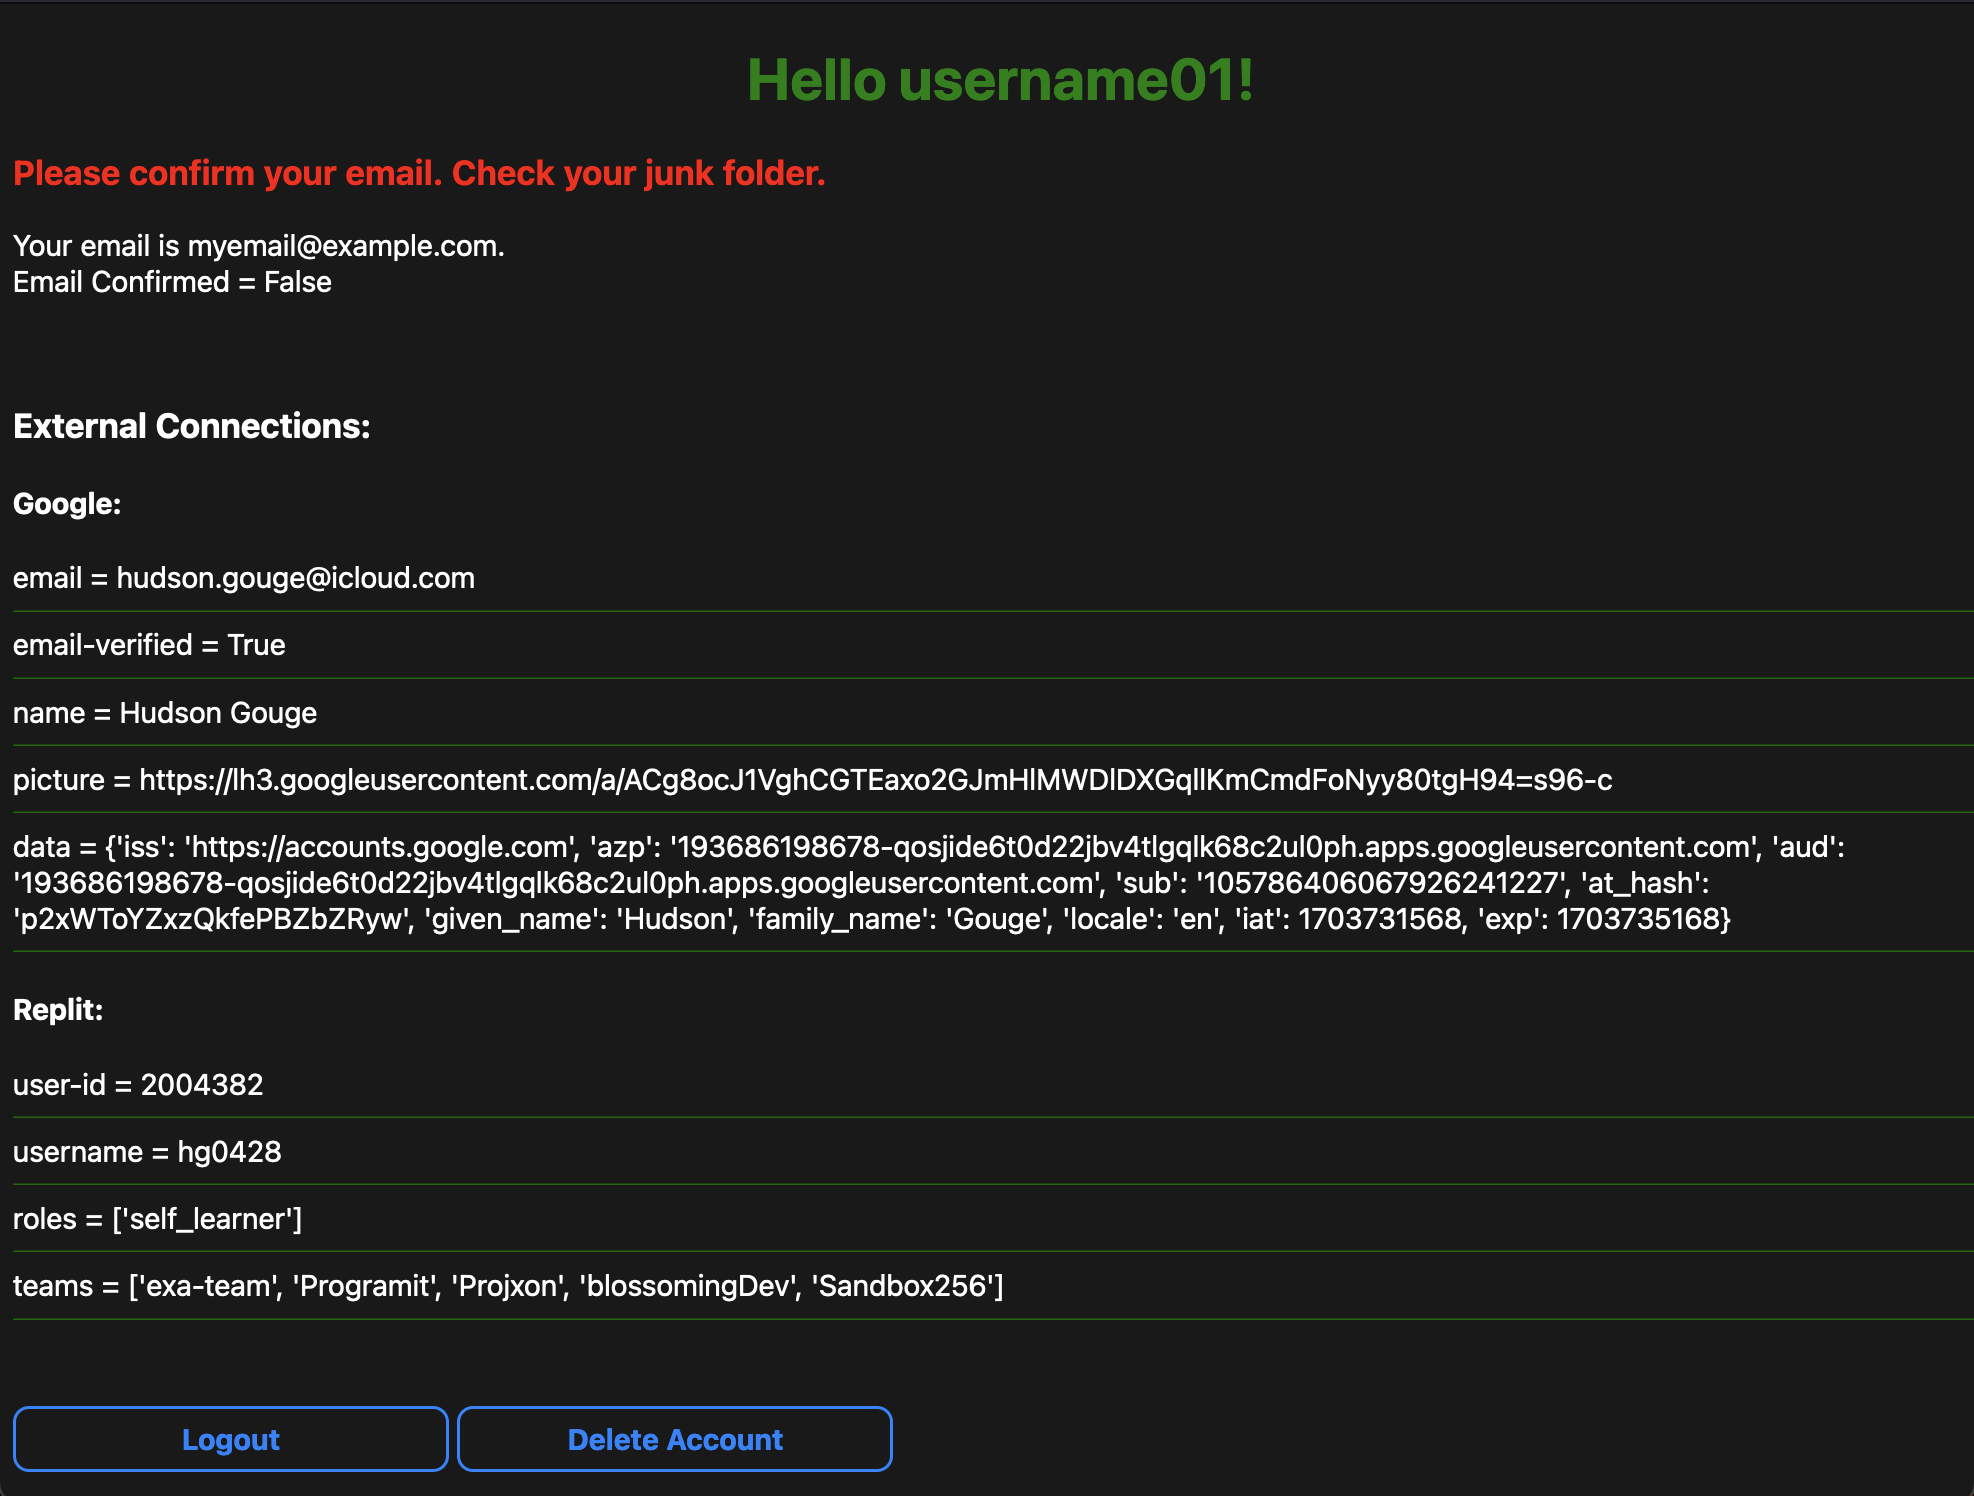 Hello username01!
Please confirm your email. Check your junk folder.
Your email is myemail@example.com.
Email Confirmed = False
External Connections:
Google:
email = hudson.gouge@icloud.com
email-verified = True
name = Hudson Gouge
picture = https://lh3.googleusercontent.com/a/ACg8ocJ1VghCGTEaxo2GJmHlMWDlDXGqllKmCmdFoNyy80tgH94=s96-c
data = {'iss': 'https://accounts.google.com', 'azp': '193686198678-qosjide6t0d22jbv4tlgqlk68c2ul0ph.apps.googleusercontent.com', 'aud':
'193686198678-qosjide6t0d22jbv4tlgqlk68c2ul0ph.apps.googleusercontent.com', 'sub': '105786406067926241227', 'at_hash':
'p2xWToYZxzQkfePBZbZRyw', 'given_name': 'Hudson', 'family_name': 'Gouge', 'locale': 'en', 'iat': 1703731568, 'exp': 1703735168}
Replit:
user-id = 2004382
username = hg0428
roles = ['self_learner']
teams = ['exa-team', 'Programit', 'Projxon', 'blossomingDev', 'Sandbox256']
Logout
Delete Account